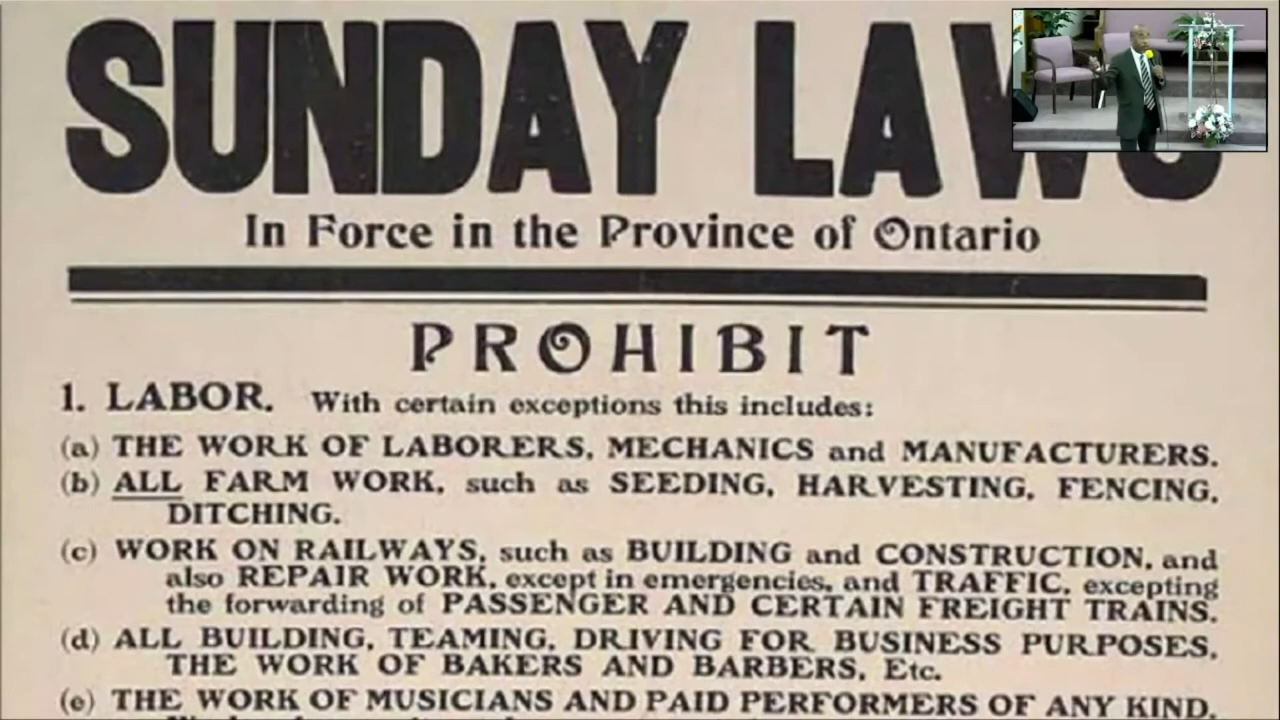 SUNDAY LAWS
In Force in the Province of Ontario
PROHIBIT
1. LABOR. With certain exceptions this includes:
(a) THE WORK OF LABORERS, MECHANICS and MANUFACTURERS.
(b) ALL FARM WORK, such as SEEDING, HARVESTING, FENCING,
DITCHING.
(c) WORK ON RAILWAYS, such as BUILDING and CONSTRUCTION, and
also REPAIR WORK, except in emergencies, and TRAFFIC, excepting
the forwarding of PASSENGER AND CERTAIN FREIGHT TRAINS.
(d) ALL BUILDING, TEAMING, DRIVING FOR BUSINESS PURPOSES,
THE WORK OF BAKERS AND BARBERS, Etc.
(e) THE WORK OF MUSICIANS AND PAID PERFORMERS OF ANY KIND.